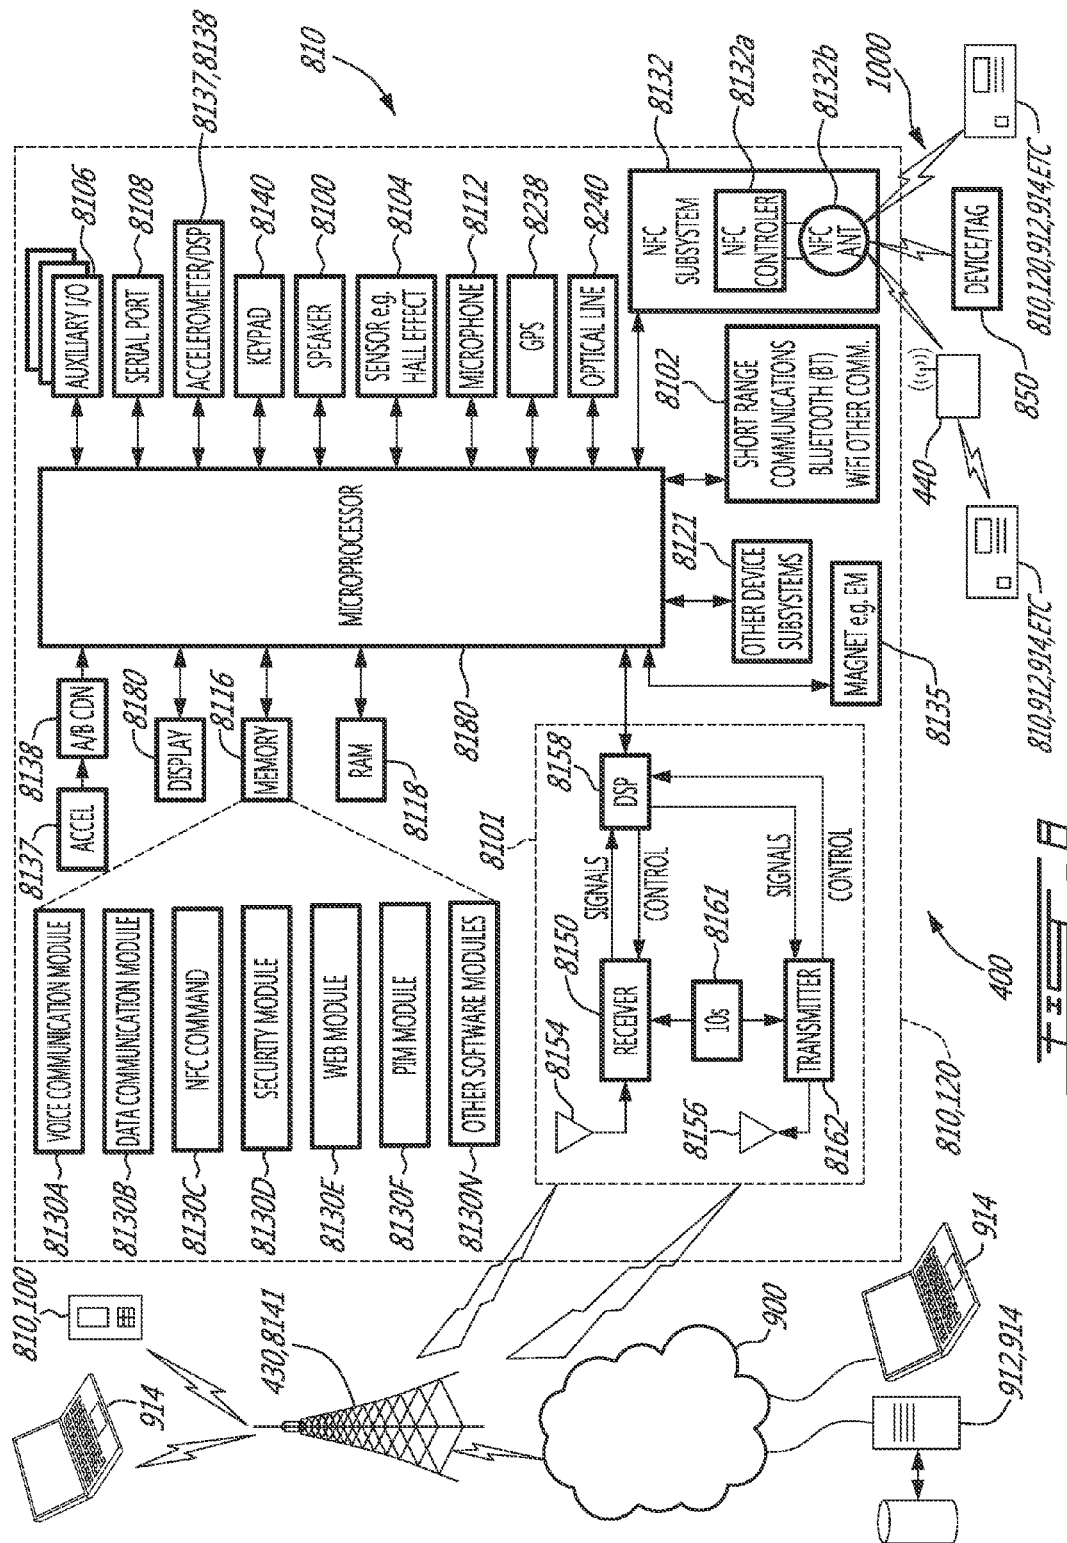 810
8106
8108
8137,8138
8140
8100
8104
8112
8238
8240
8132
8132a
8132b
1000
AUXILIARY I/O
SERIAL PORT
ACCELEROMETER/DSP
KEYPAD
SPEAKER
SENSOR e.g.
HALL EFFECT
MICROPHONE
GPS
OPTICAL LINE
NFC
SUBSYSTEM
NFC
CONTROLER
NFC
ANT
DEVICE/TAG
810,120,912,914,ETC
850
8102
SHORT RANGE
COMMUNICATIONS
BLUETOOTH (BT)
WiFi OTHER COMM.
440
MICROPROCESSOR
8121
OTHER DEVICE
SUBSYSTEMS
MAGNET e.g. EM
8135
810,912,914,ETC
8138
A/B CDN
8180
DISPLAY
8116
MEMORY
RAM
8118
8180
8137
ACCEL
8101
8158
DSP
SIGNALS
CONTROL
SIGNALS
CONTROL
VOICE COMMUNICATION MODULE
DATA COMMUNICATION MODULE
NFC COMMAND
SECURITY MODULE
WEB MODULE
PIM MODULE
OTHER SOFTWARE MODULES
8130A
8130B
8130C
8130D
8130E
8130F
8130N
8150
RECEIVER
8154
8161
10s
8156
TRANSMITTER
8162
400
810,120
810,100
914
430,8141
900
914
912,914